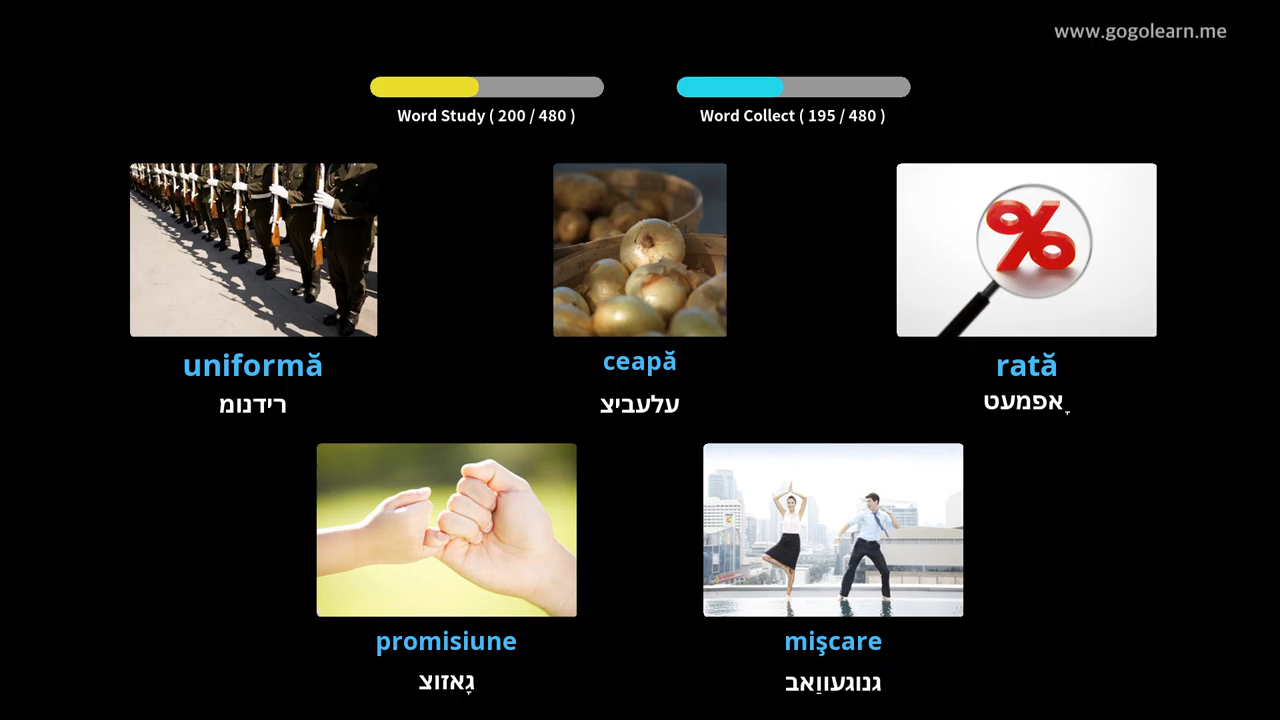 www.gogolearn.me
Word Study ( 200 / 480 )
Word Collect ( 195 / 480 )
uniformă
רידנומ
ceapă
עלעביצ
rată
ָאפמעט
promisiune
גָאזוצ
mişcare
גנוגעווַאב